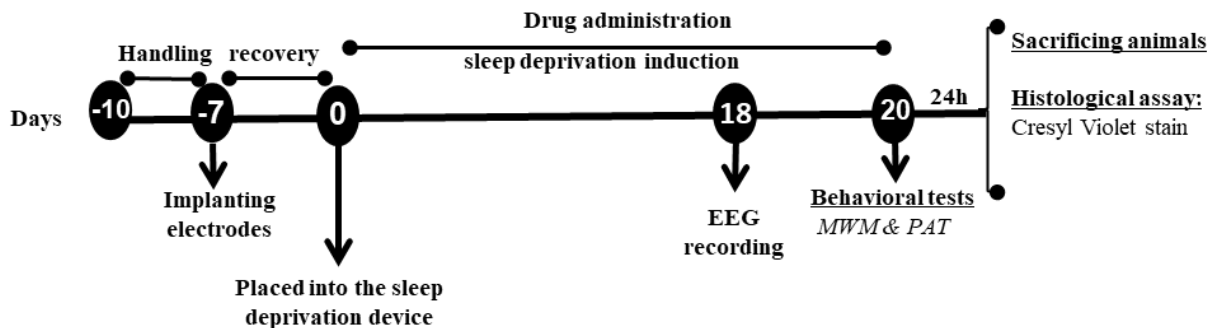 Drug administration
Handling
recovery
sleep deprivation induction
Sacrificing animals
Days
-10
-7
0
18
20
24h
Histological assay:
Cresyl Violet stain
Implanting
electrodes
EEG
recording
Behavioral tests
MWM & PAT
Placed into the sleep
deprivation device